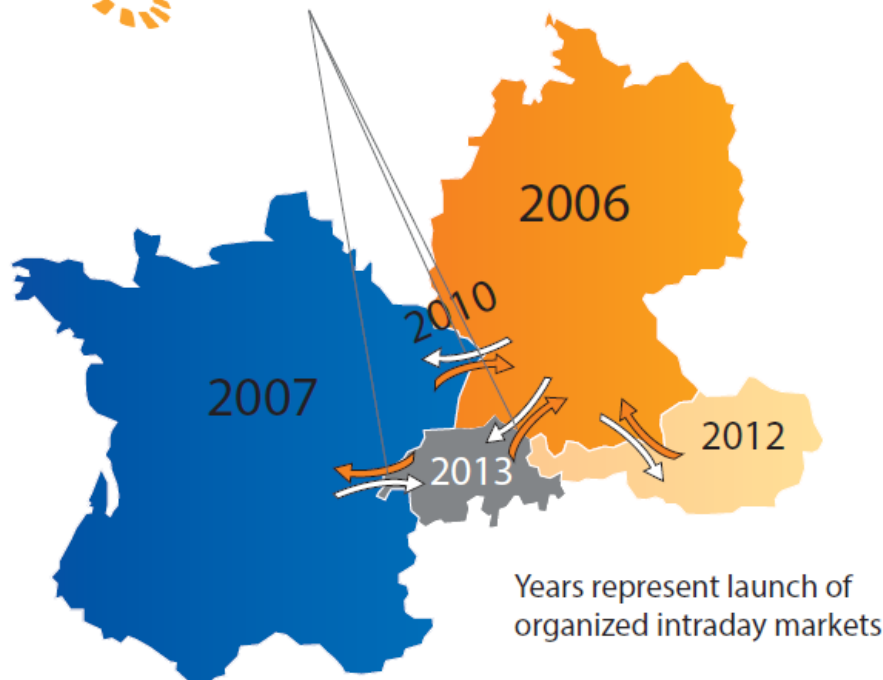 2006
2010
2007
2012
2013
Years represent launch of
organized intraday markets